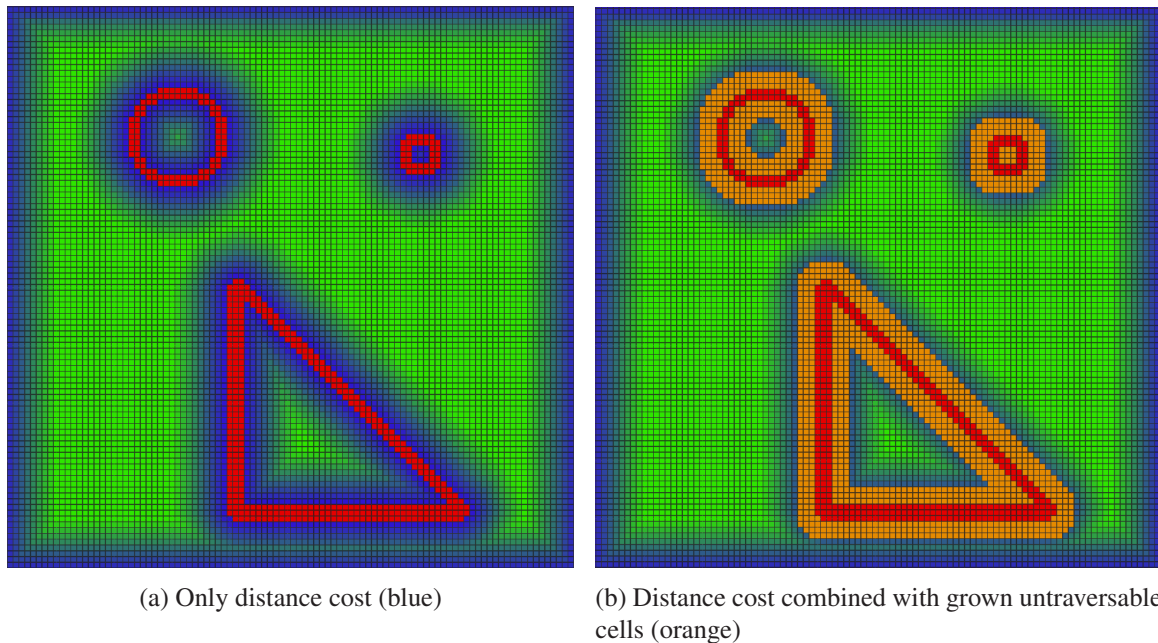 (a) Only distance cost (blue)
(b) Distance cost combined with grown untraversable
cells (orange)